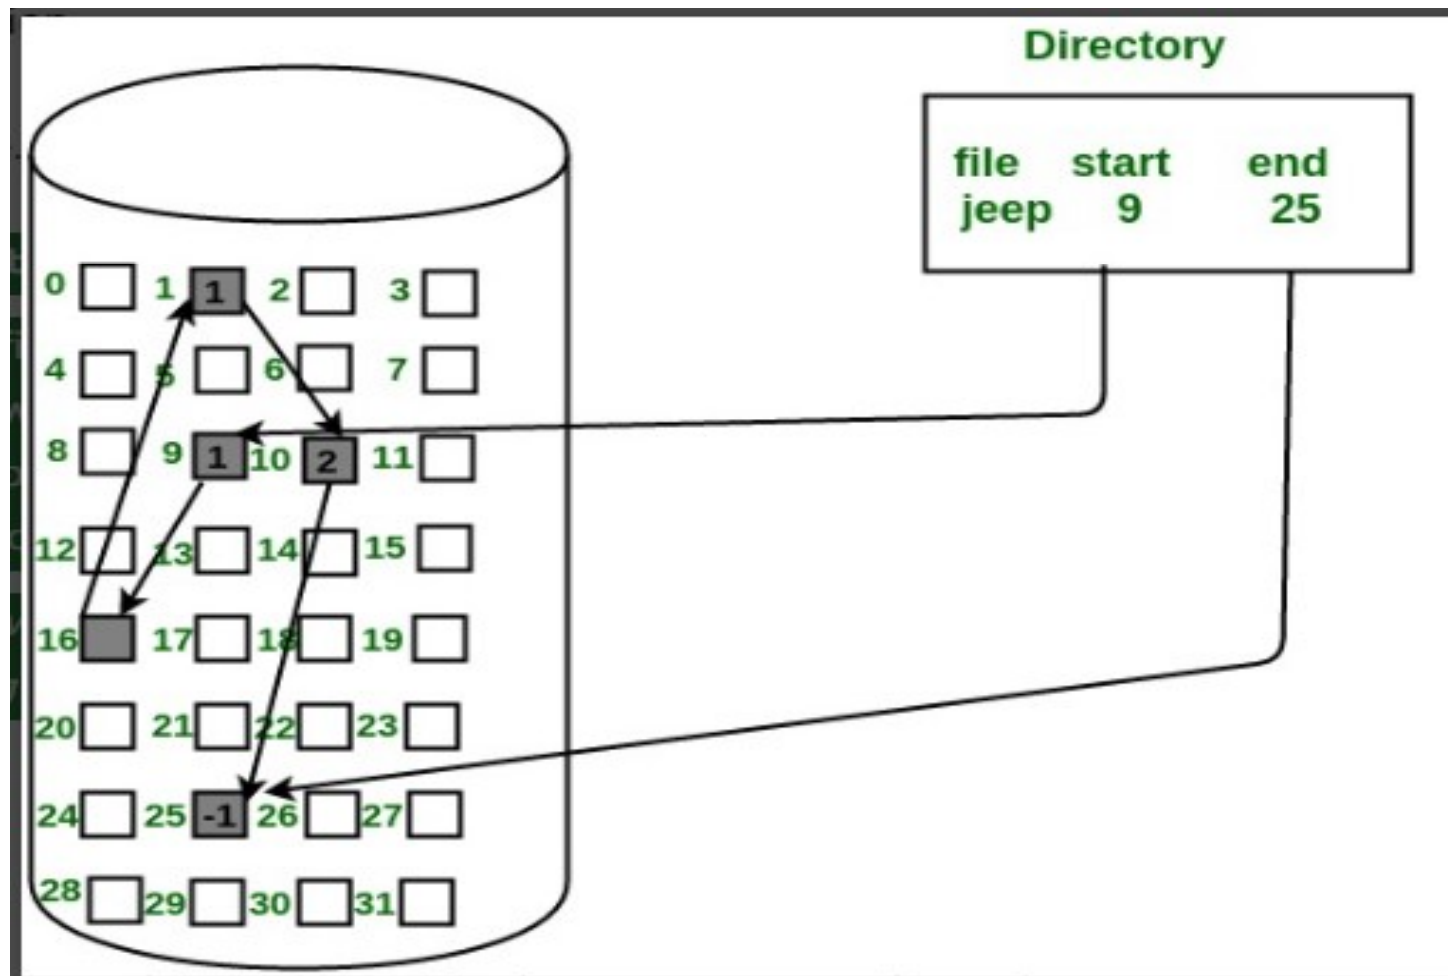 Directory
file start end
jeep 9 25
0 1 1 2 3
4 5 6 7
8 9 1 10 2 11
12 13 14 15
16 17 18 19
20 21 22 23
24 25 -1 26 27
28 29 30 31